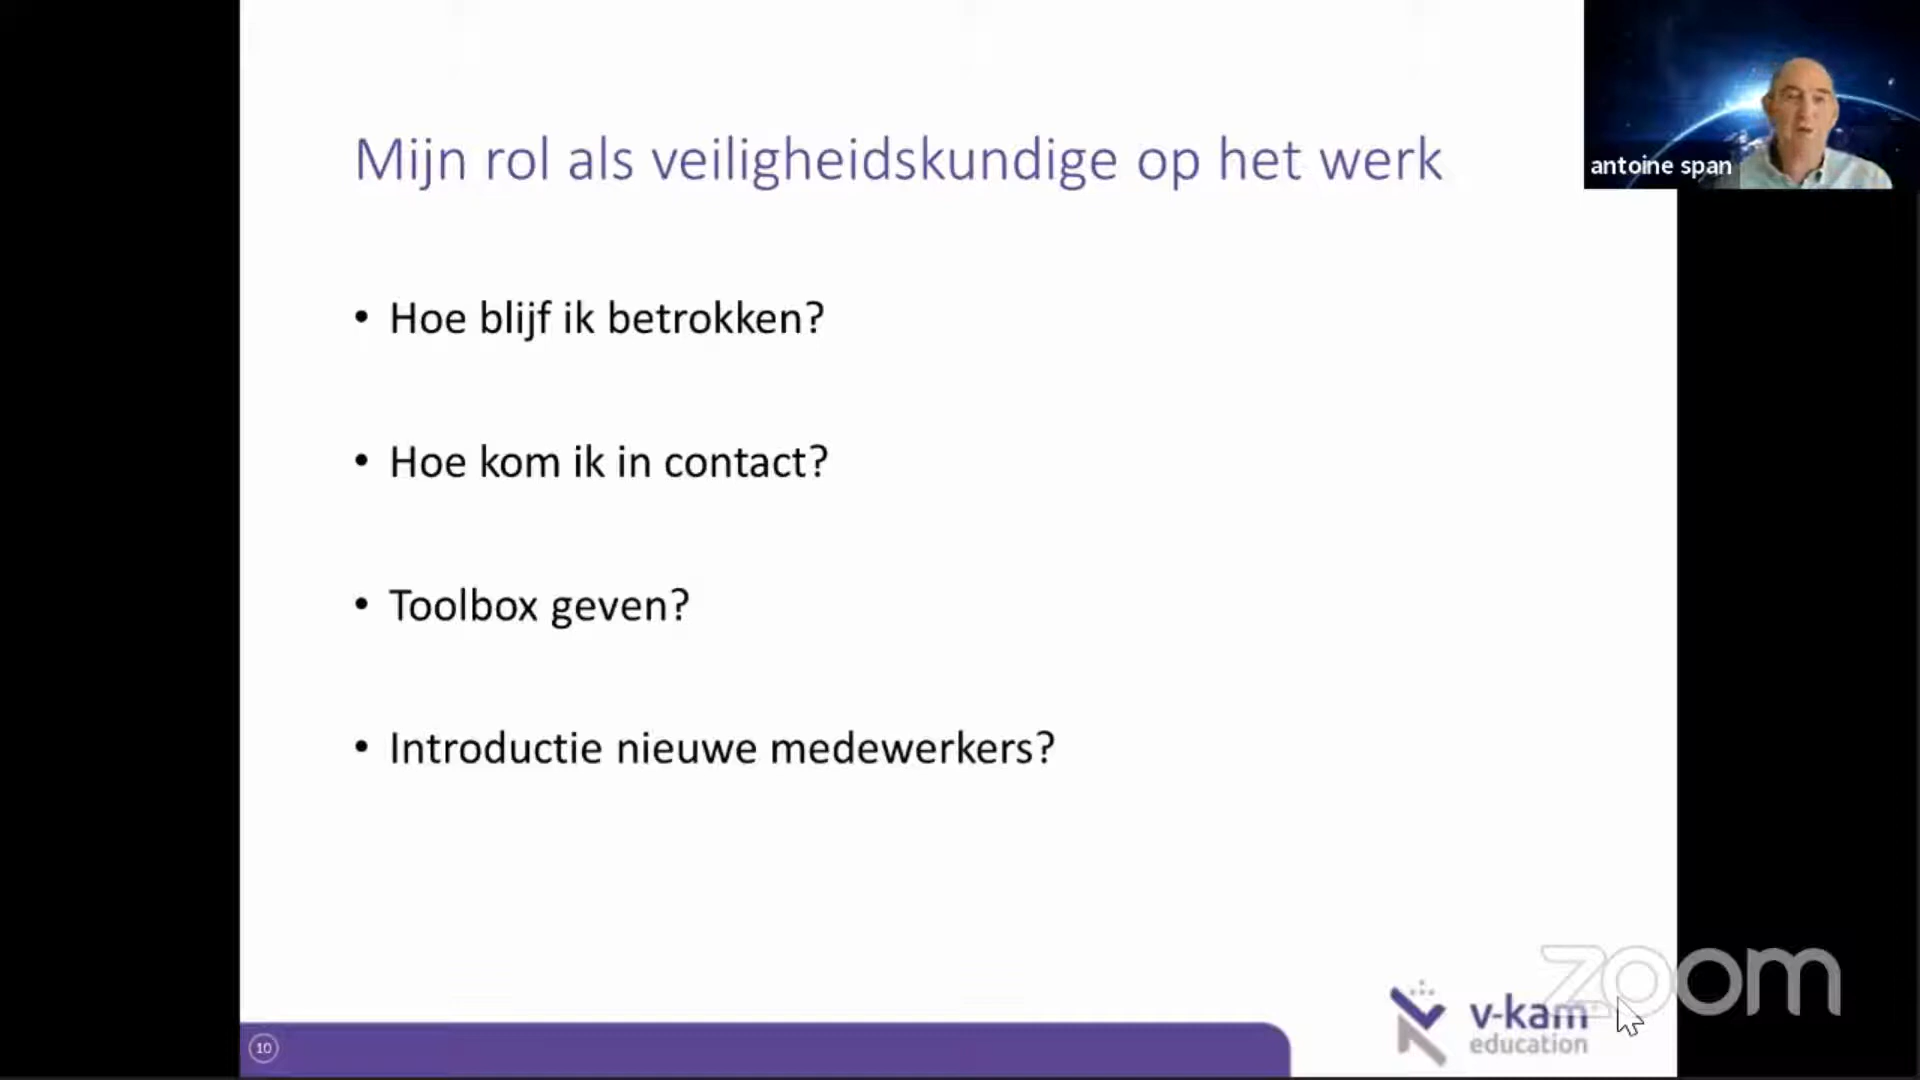 antoine span
Mijn rol als veiligheidskundige op het werk
• Hoe blijf ik betrokken?
• Hoe kom ik in contact?
• Toolbox geven?
• Introductie nieuwe medewerkers?
zoom
v-kam
education
10